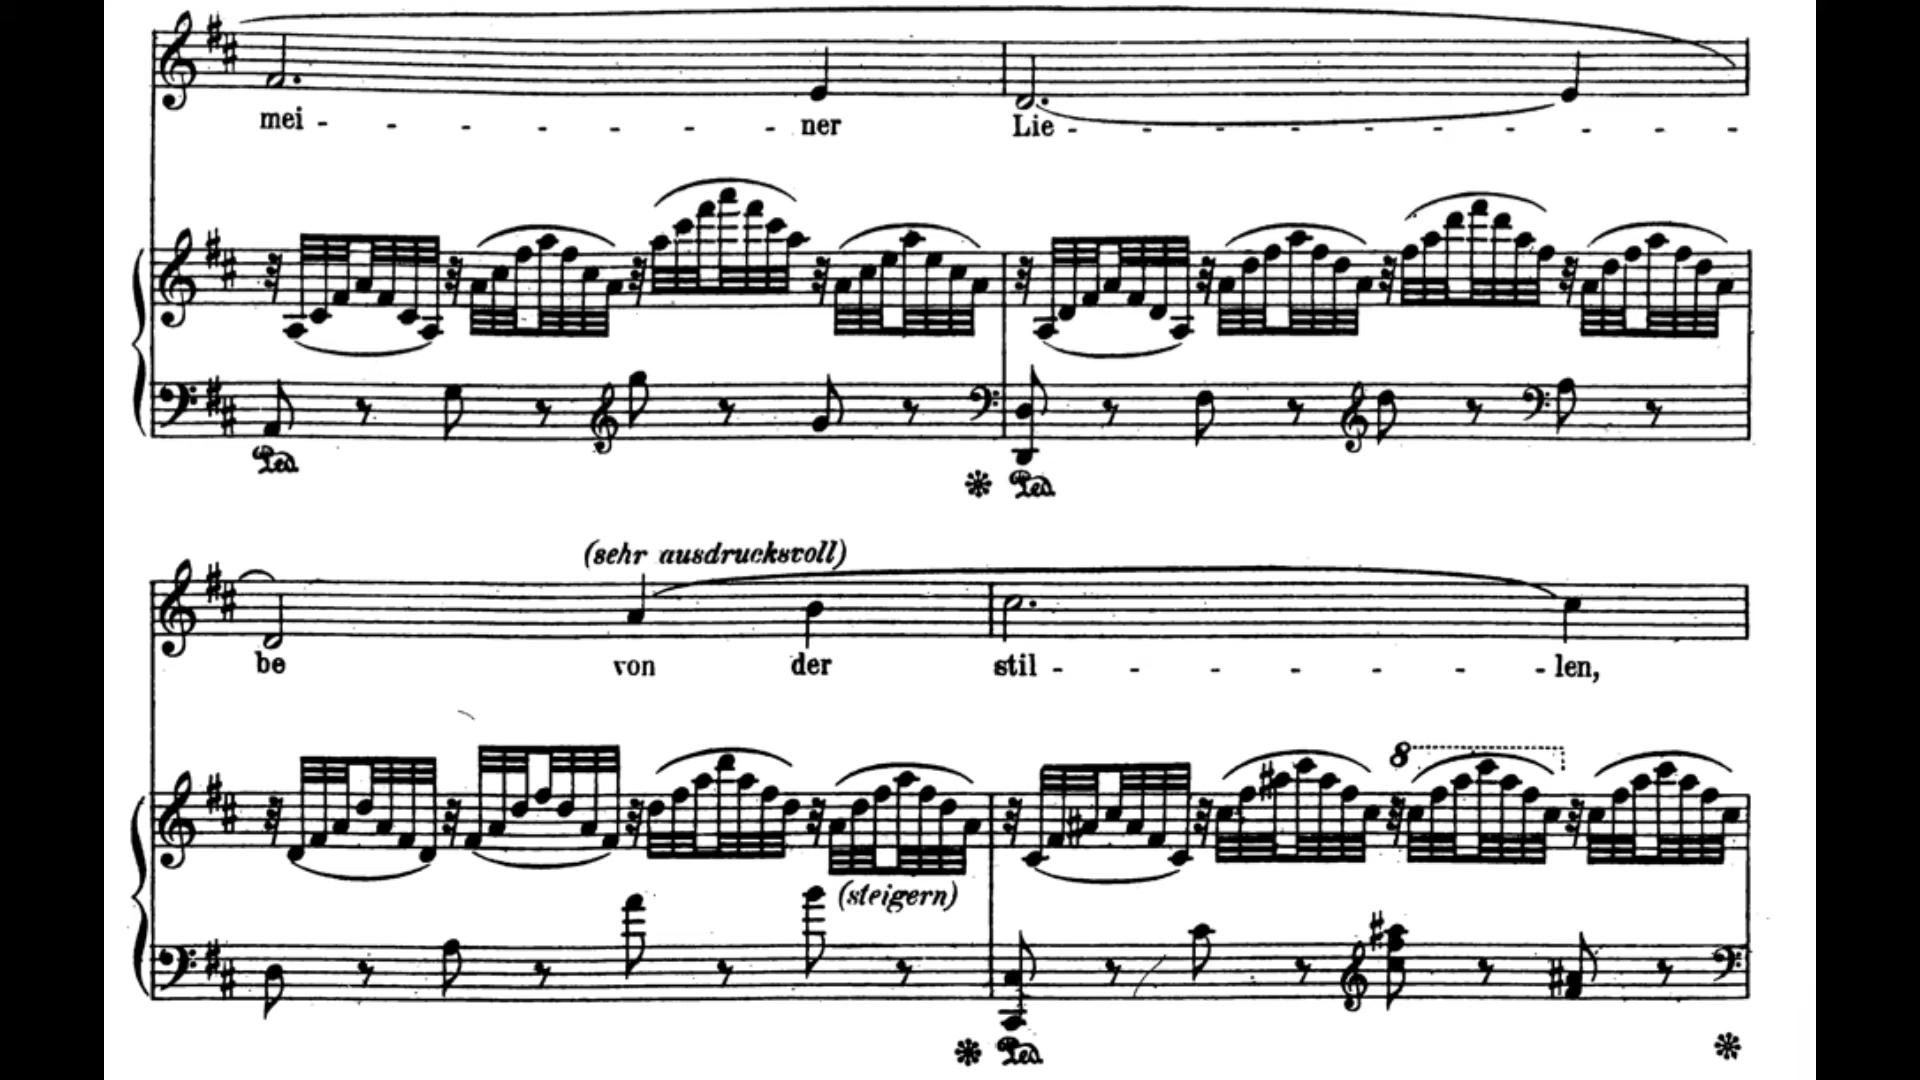 mei - - - - - - - ner Lie - - - - - - - - -
Ped. * Ped.
(sehr ausdrucksvoll)
be von der stil - - - - - - - len,
8
(steigern)
* Ped. *